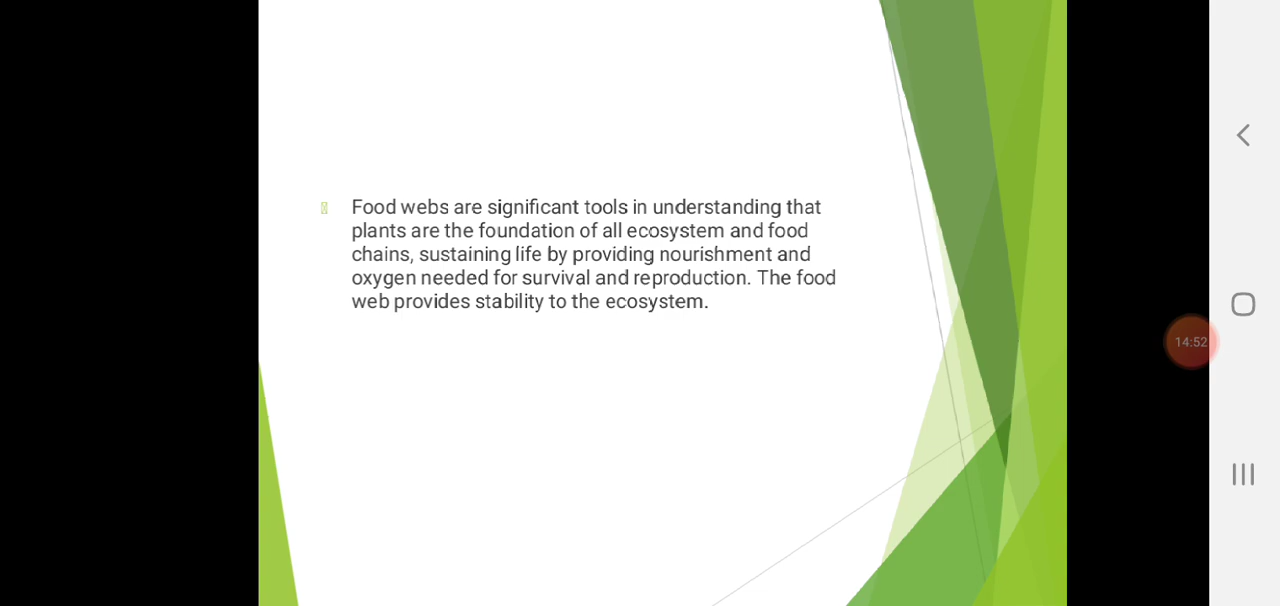 Food webs are significant tools in understanding that
plants are the foundation of all ecosystem and food
chains, sustaining life by providing nourishment and
oxygen needed for survival and reproduction. The food
web provides stability to the ecosystem.
14:52